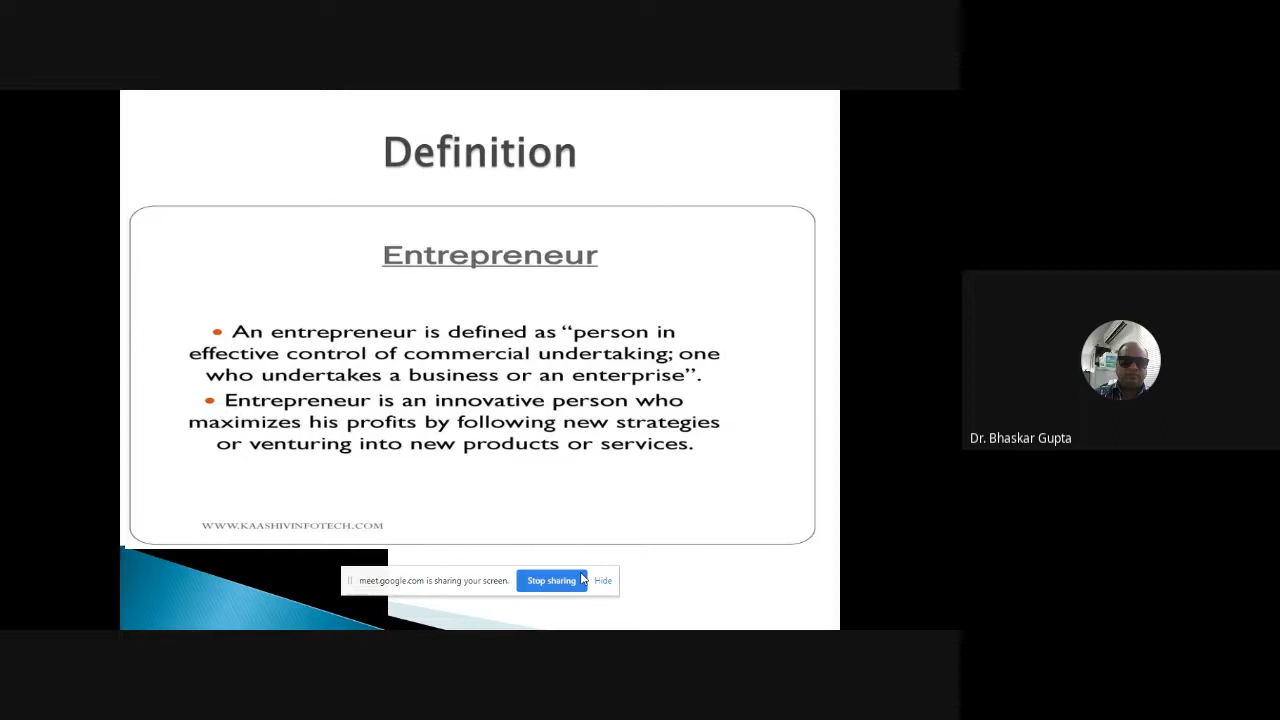 Definition
Entrepreneur
• An entrepreneur is defined as “person in
effective control of commercial undertaking; one
who undertakes a business or an enterprise”.
• Entrepreneur is an innovative person who
maximizes his profits by following new strategies
or venturing into new products or services.
WWW.KAASHIVINFOTECH.COM
meet.google.com is sharing your screen. Stop sharing Hide
Dr. Bhaskar Gupta